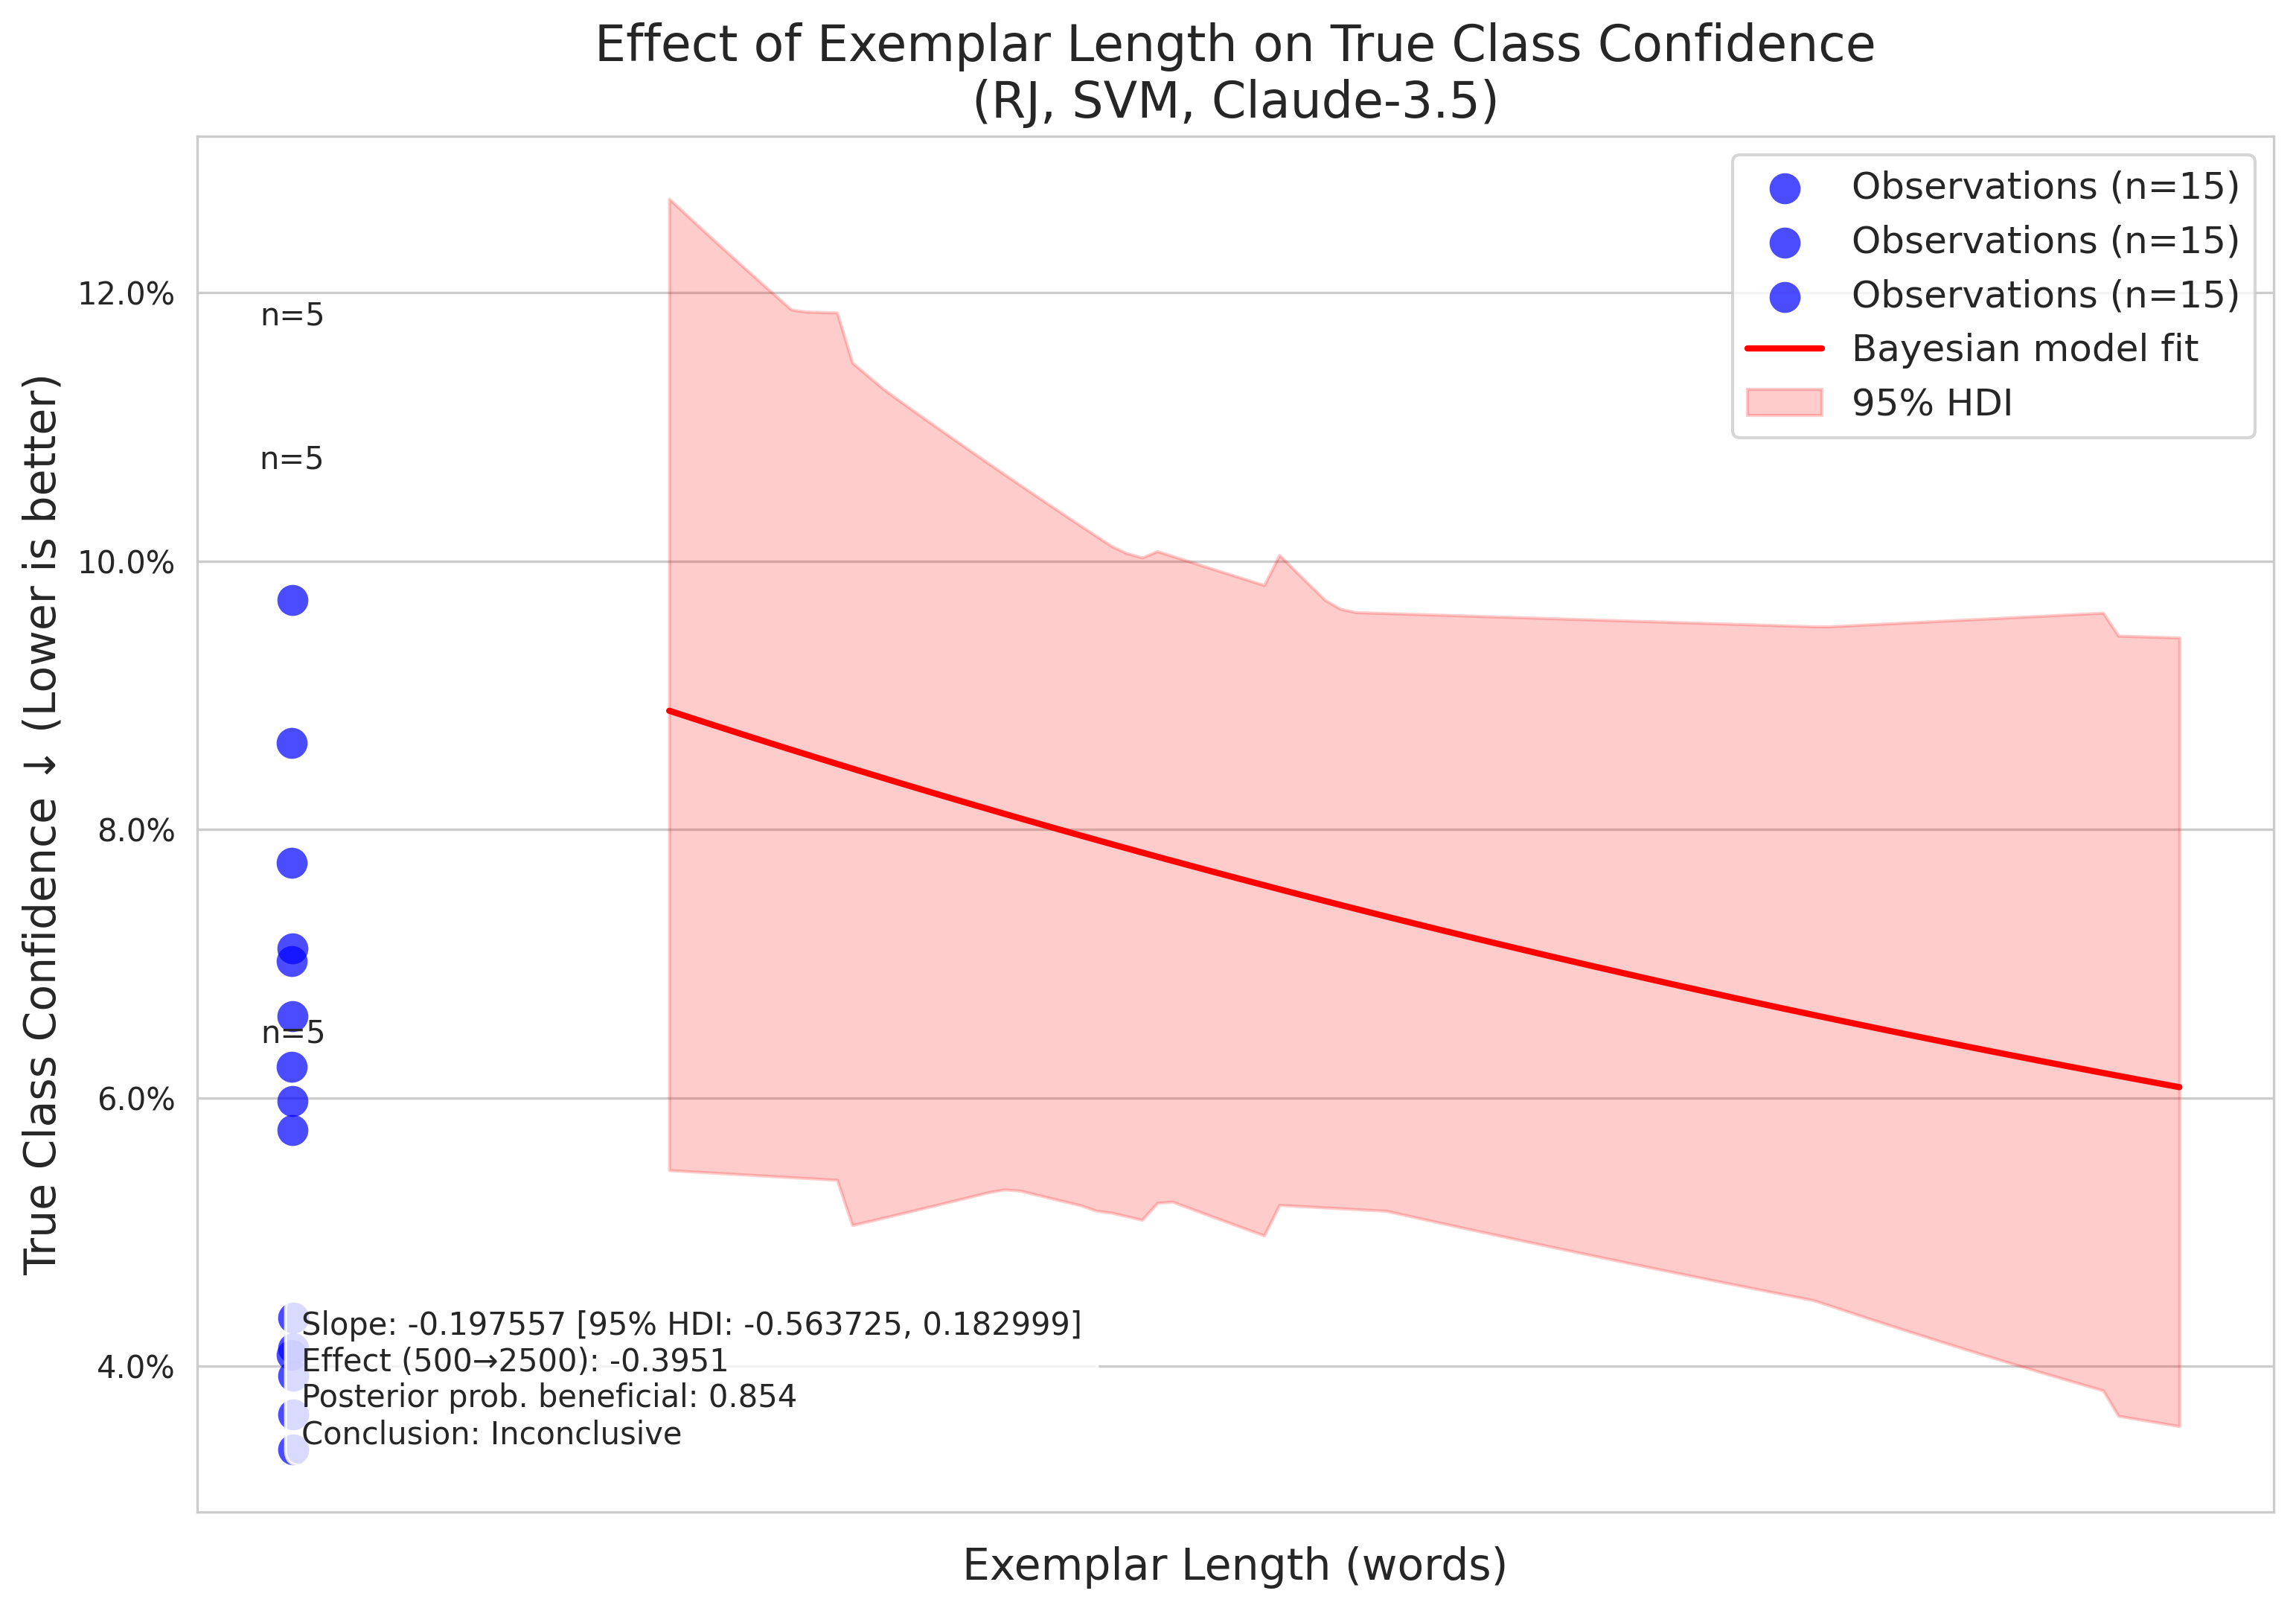 Effect of Exemplar Length on True Class Confidence
(RJ, SVM, Claude-3.5)
Observations (n=15)
Observations (n=15)
Observations (n=15)
Bayesian model fit
95% HDI
True Class Confidence ↓ (Lower is better)
12.0%
10.0%
8.0%
6.0%
4.0%
n=5
n=5
n=5
Slope: -0.197557 [95% HDI: -0.563725, 0.182999]
Effect (500→2500): -0.3951
Posterior prob. beneficial: 0.854
Conclusion: Inconclusive
Exemplar Length (words)